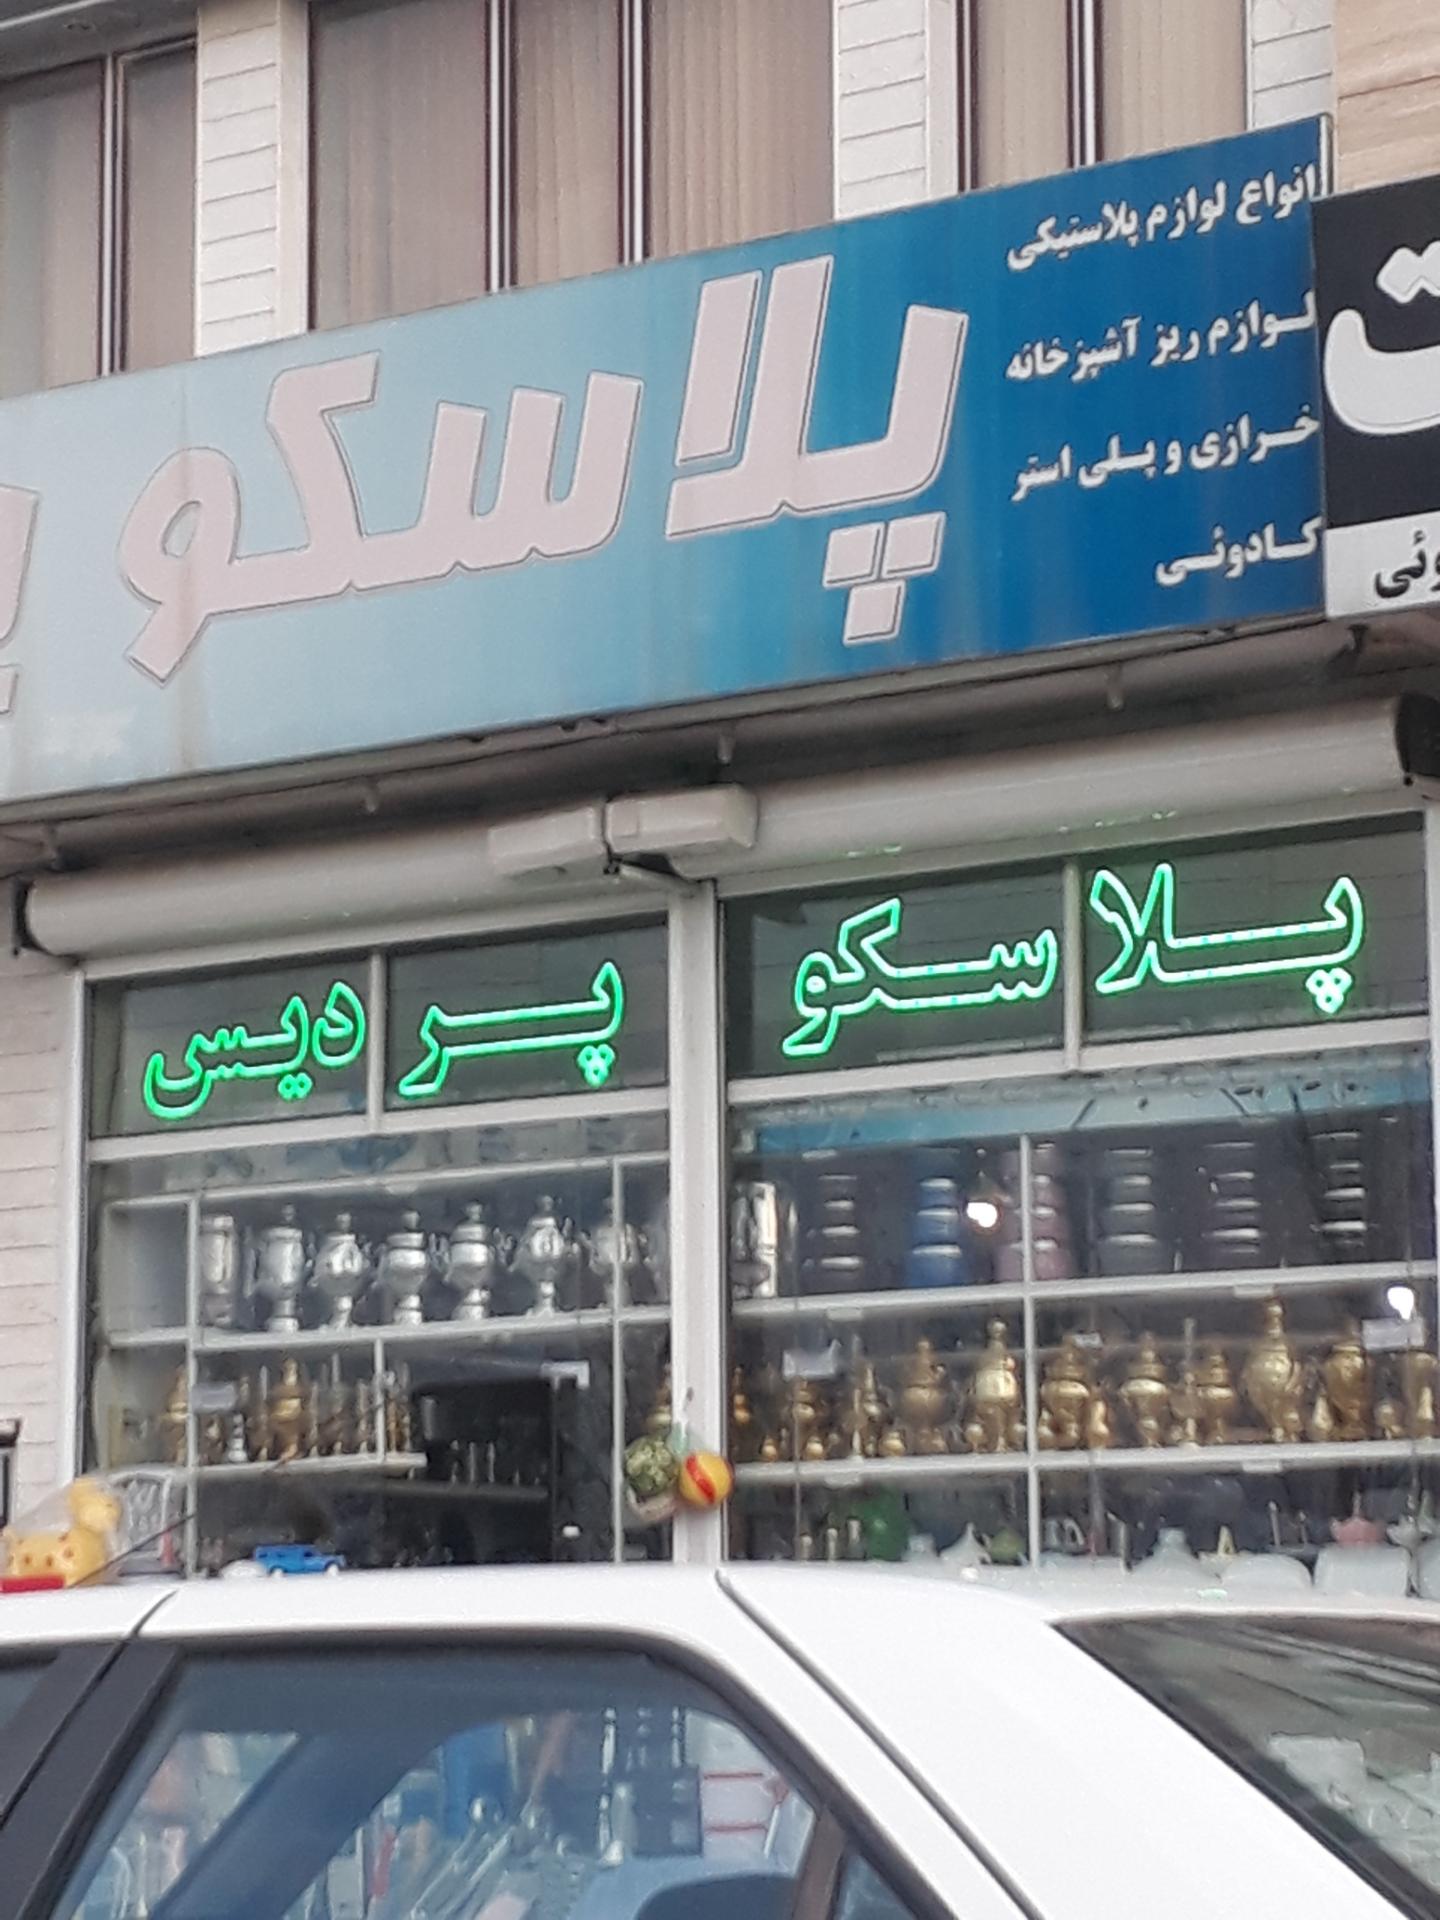 انواع لوازم پلاستیکی
لوازم ریز آشپزخانه
خرازی و پلی استر
کادوئی
پلاسکو
پلاسکو پردیس